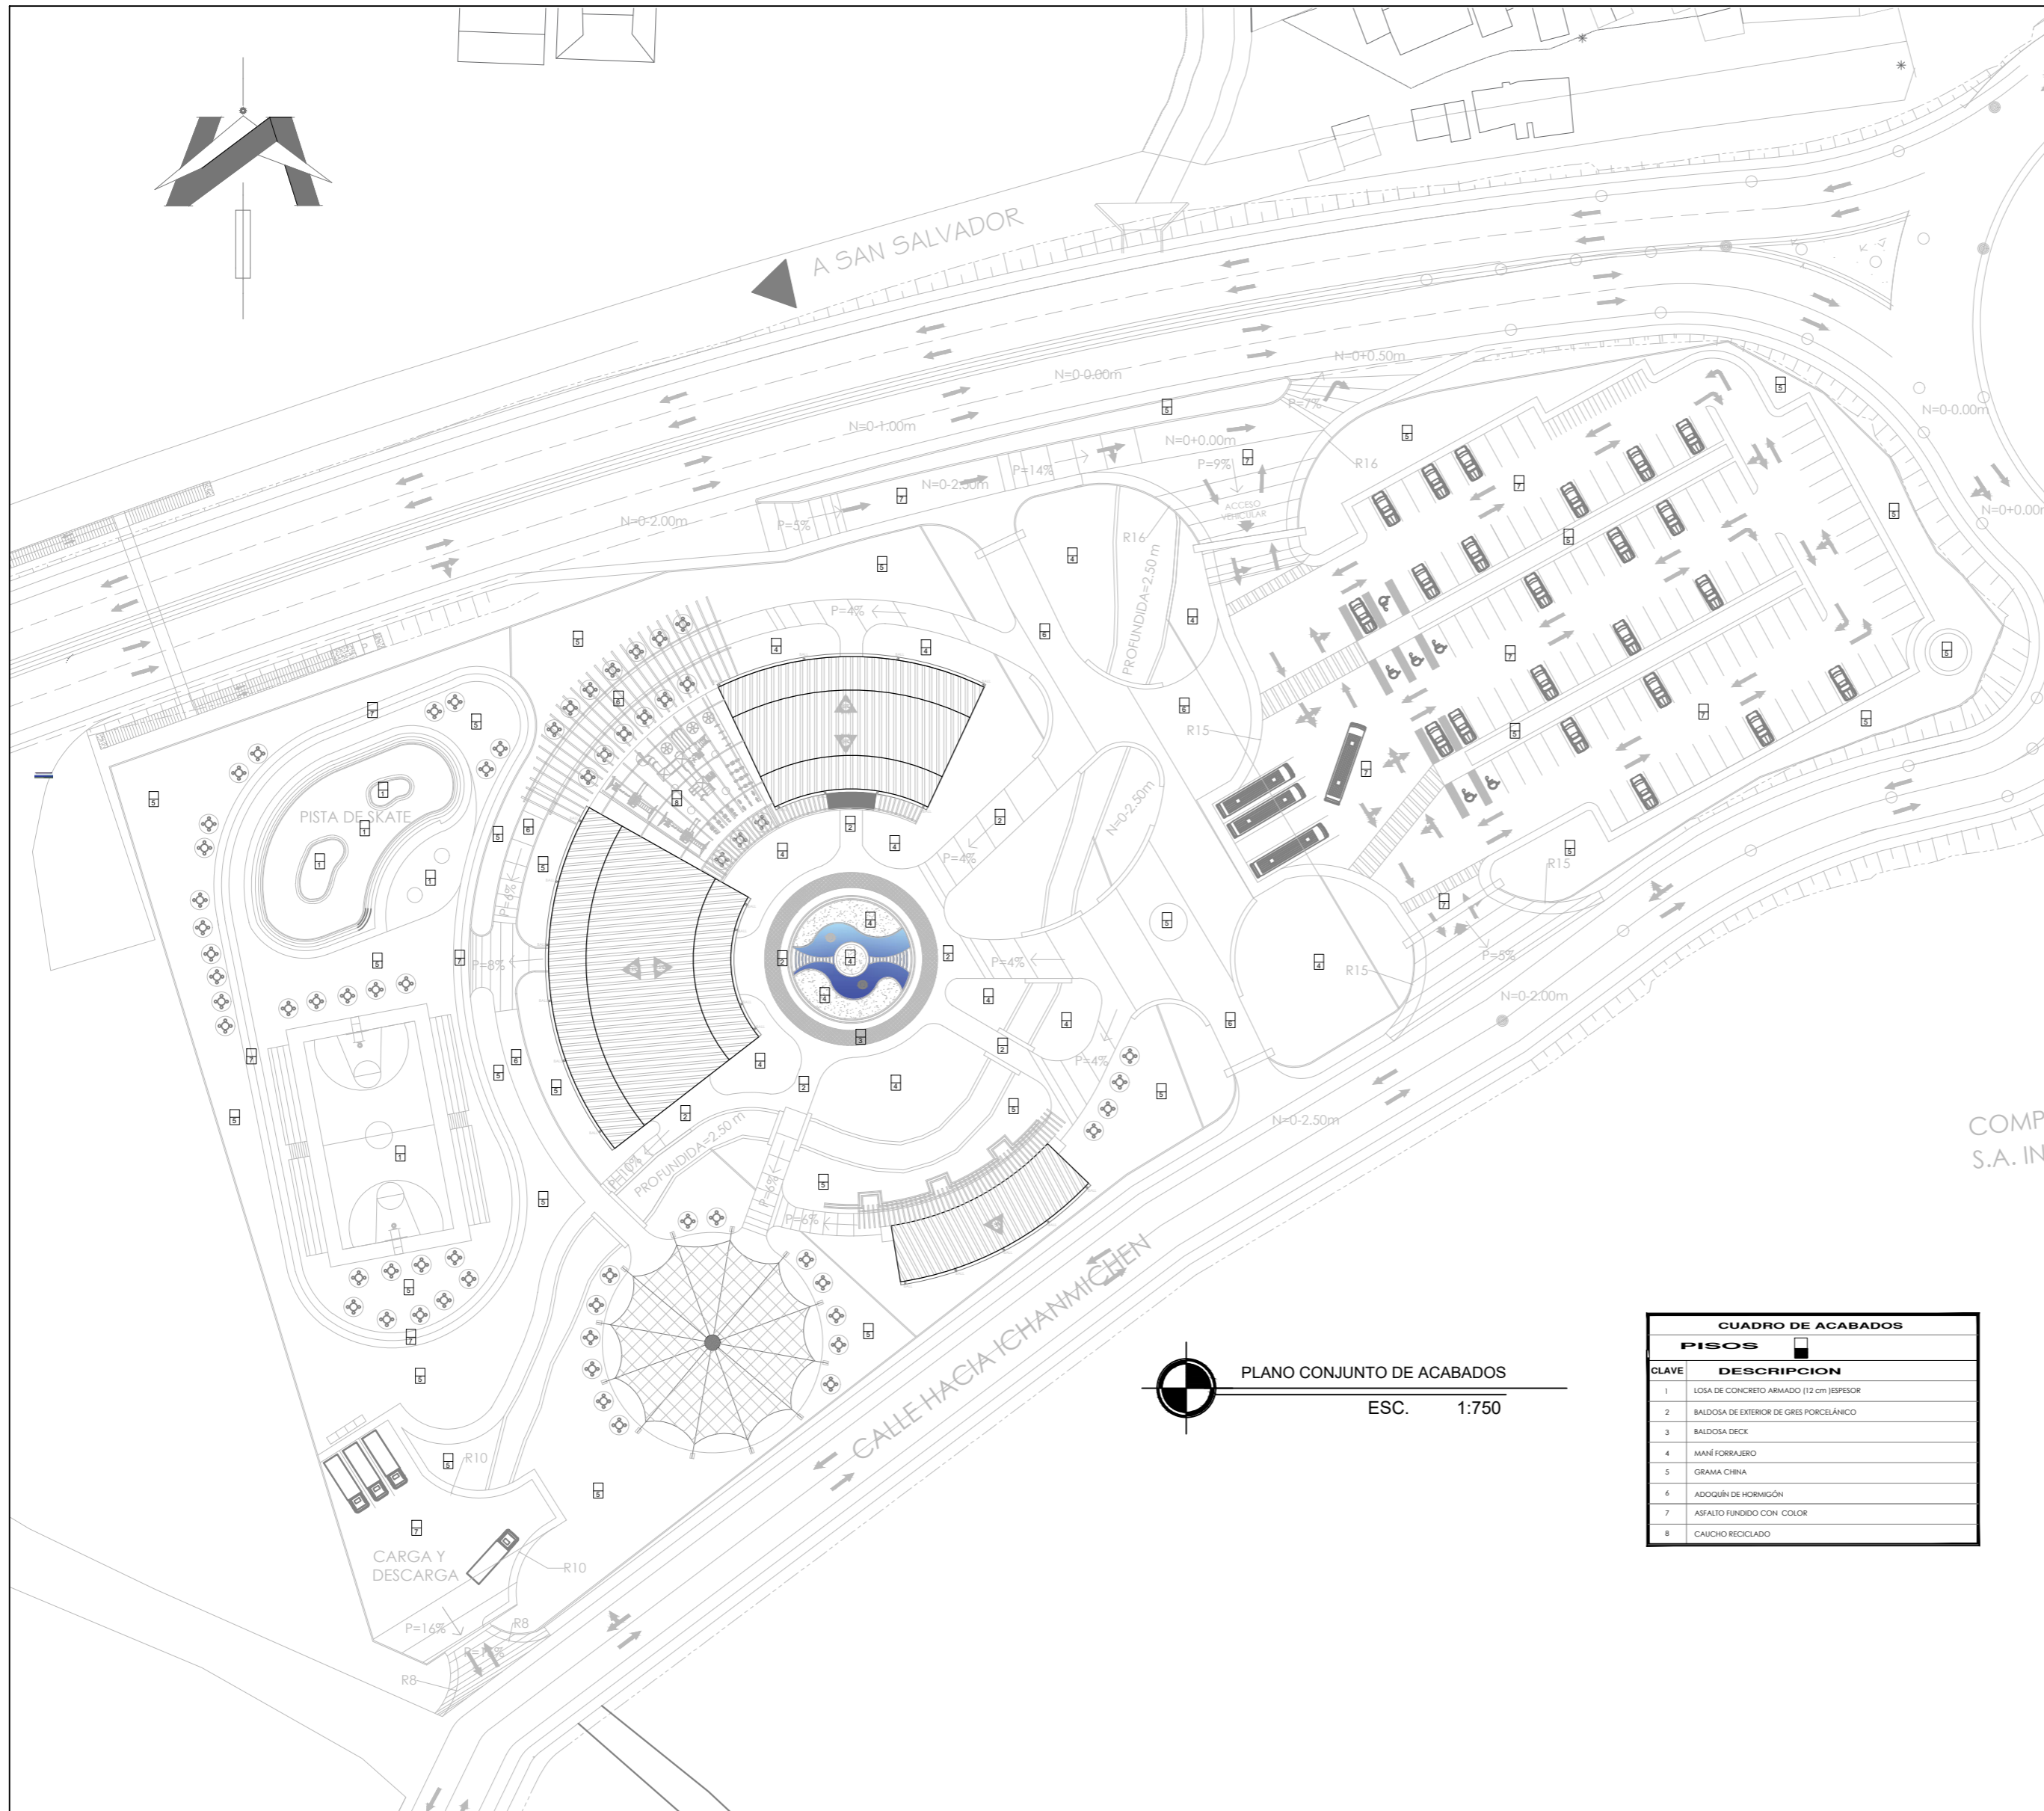 A SAN SALVADOR
N=0+0.50m
N=0-0.00m
P=7%
N=0-0.00m
N=0-1.00m
N=0+0.00m
P=14%
P=9%
R16
N=0-2.50m
ACCESO
VEHICULAR
N=0+0.00m
P=5%
N=0-2.00m
R16
PROFUNDIDA=2.50 m
P=4%
R15
PISTA DE SKATE
N=0-2.50m
P=4%
R15
P=6%
P=8%
P=4%
P=5%
R15
N=0-2.00m
P=4%
N=0-2.50m
COMP
S.A. IN
P=10%
PROFUNDIDA=2.50 m
P=6%
P=6%
CALLE HACIA ICHANMICHEN
PLANO CONJUNTO DE ACABADOS
ESC. 1:750
CUADRO DE ACABADOS
PISOS
CLAVE DESCRIPCION
1 LOSA DE CONCRETO ARMADO (12 cm )ESPESOR
2 BALDOSA DE EXTERIOR DE GRES PORCELÁNICO
3 BALDOSA DECK
4 MANÍ FORRAJERO
5 GRAMA CHINA
6 ADOQUÍN DE HORMIGÓN
7 ASFALTO FUNDIDO CON COLOR
8 CAUCHO RECICLADO
R10
CARGA Y
DESCARGA
R10
P=16%
R8
R8